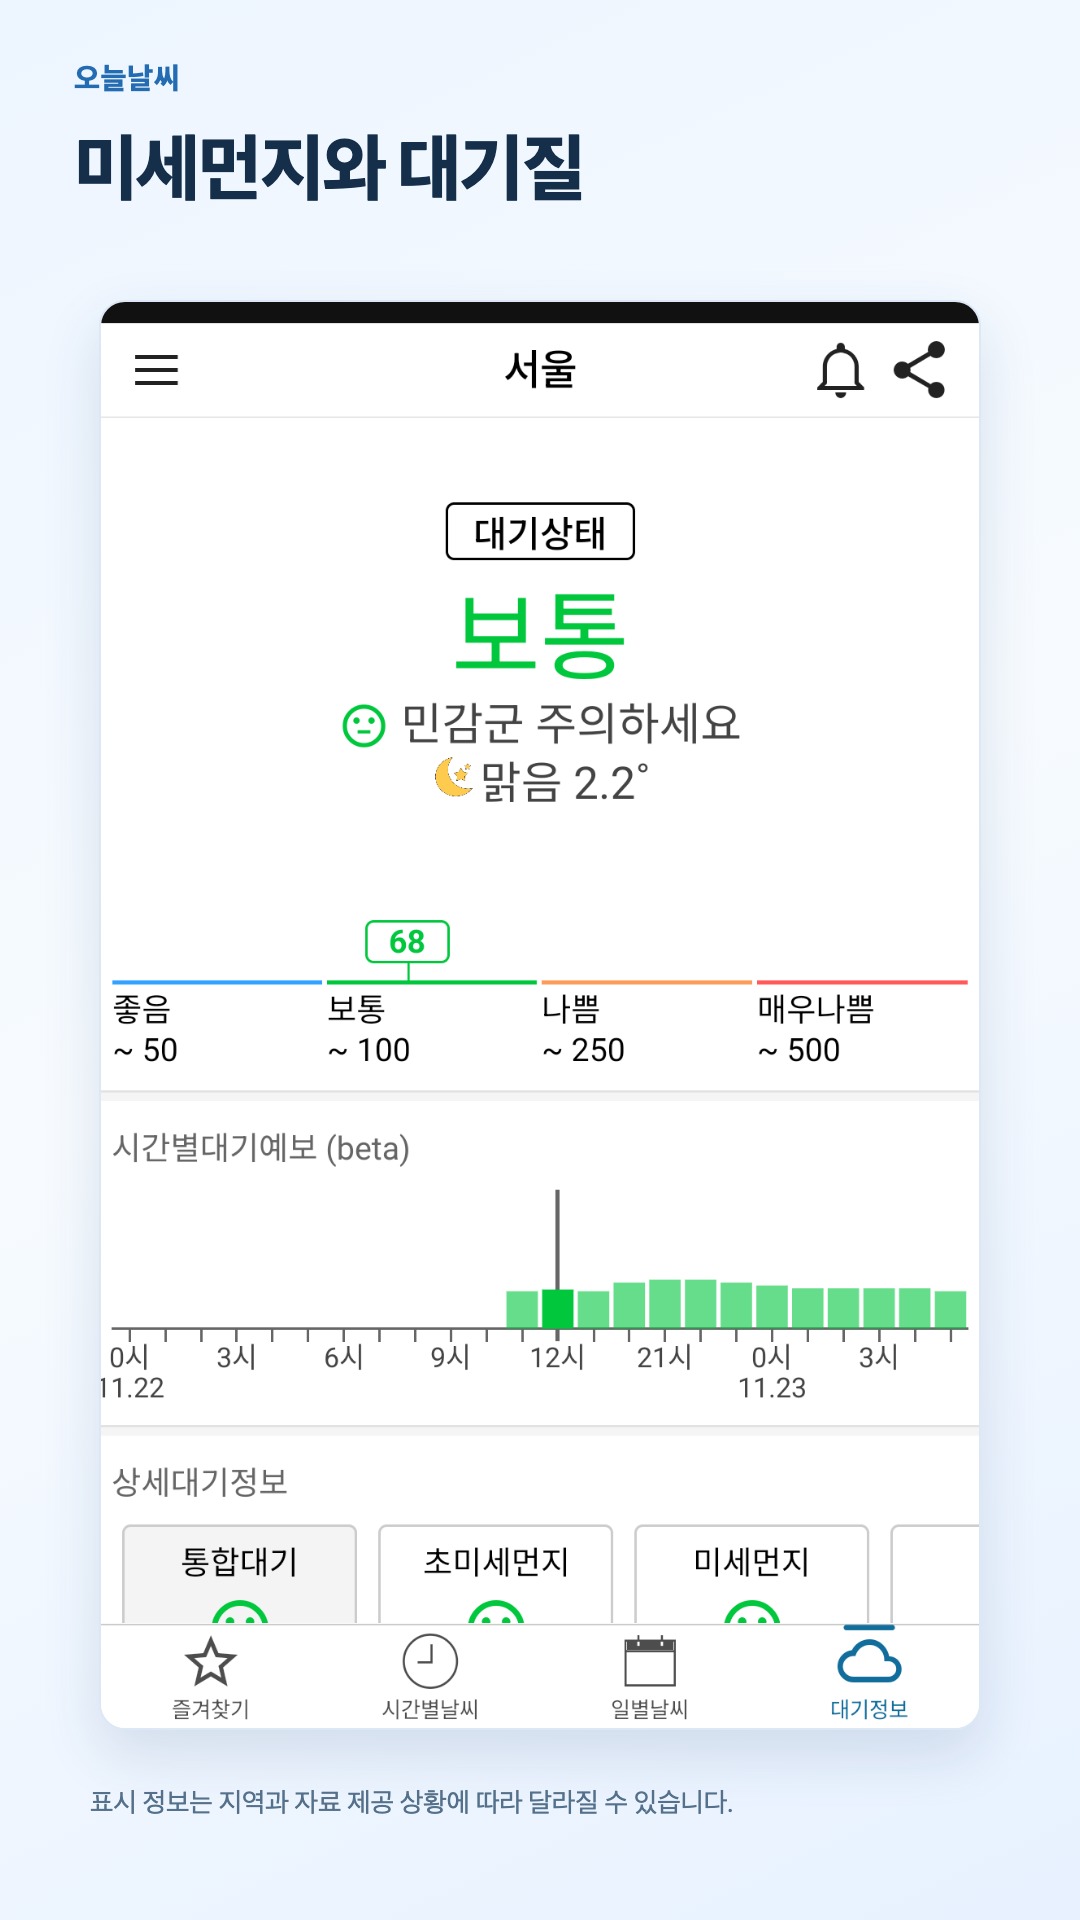 오늘날씨
미세먼지와 대기질
서울
대기상태
보통
민감군 주의하세요
맑음 2.2°
68
좋음 보통 나쁨 매우나쁨
~ 50 ~ 100 ~ 250 ~ 500
시간별대기예보 (beta)
0시 3시 6시 9시 12시 21시 0시 3시
11.22 11.23
상세대기정보
통합대기 초미세먼지 미세먼지
즐겨찾기 시간별날씨 일별날씨 대기정보
표시 정보는 지역과 자료 제공 상황에 따라 달라질 수 있습니다.